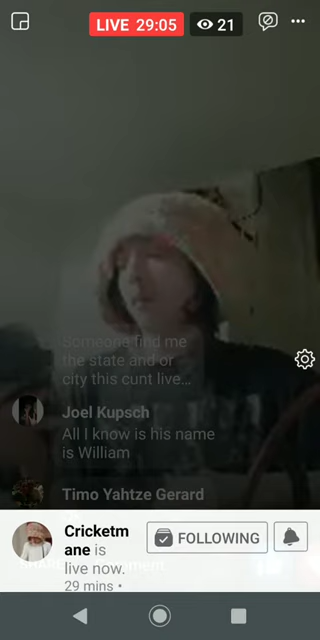 LIVE 29:05
21
Someone find me
the state and or
city this cunt live...
Joel Kupsch
All I know is his name
is William
Timo Yahtze Gerard
Cricketm
ane is
live now.
29 mins •
FOLLOWING